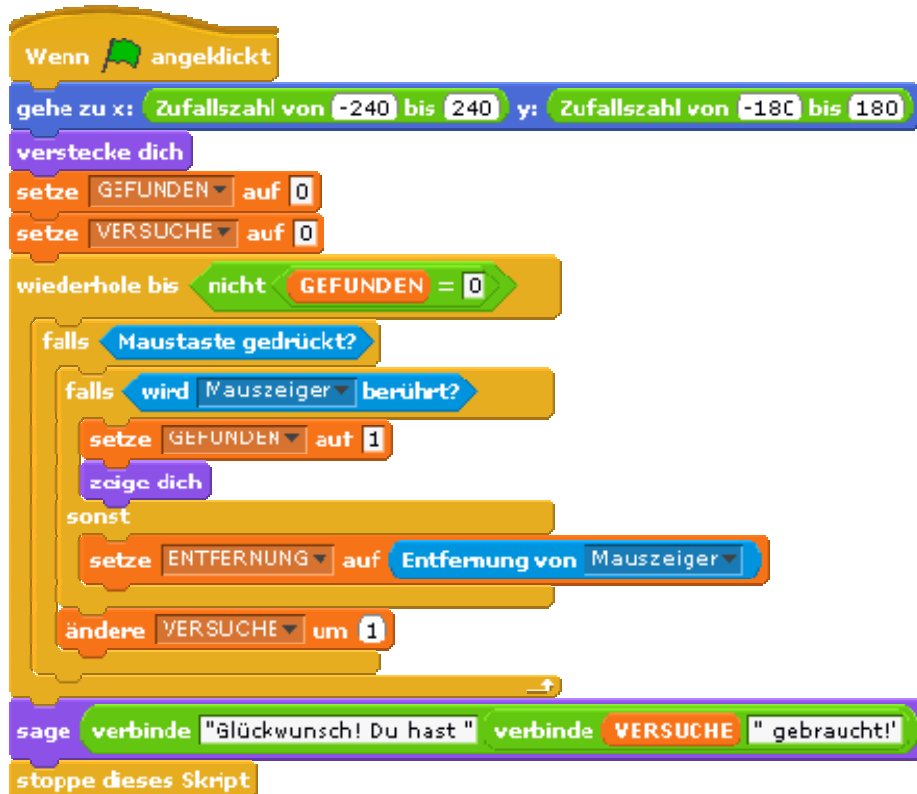 Wenn angeklickt
gehe zu x: Zufallszahl von -240 bis 240 y: Zufallszahl von -180 bis 180
verstecke dich
setze GEFUNDEN auf 0
setze VERSUCHE auf 0
wiederhole bis nicht GEFUNDEN = 0
falls Maustaste gedrückt?
falls wird Mauszeiger berührt?
setze GEFUNDEN auf 1
zeige dich
sonst
setze ENTFERNUNG auf Entfernung von Mauszeiger
ändere VERSUCHE um 1
sage verbinde "Glückwunsch! Du hast " verbinde VERSUCHE " gebraucht!"
stoppe dieses Skript